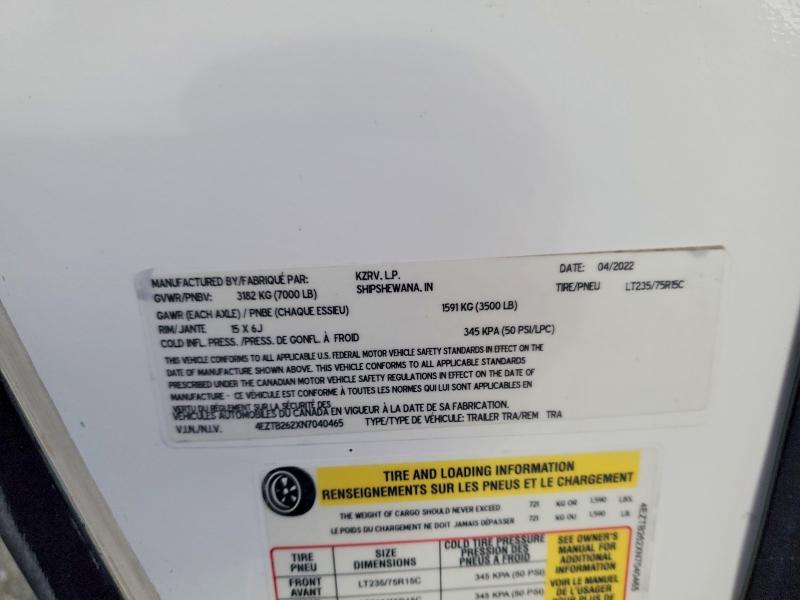 MANUFACTURED BY/FABRIQUÉ PAR: KZRV, L.P. DATE: 04/2022
GVWR/PNBV: 3182 KG (7000 LB) SHIPSHEWANA, IN TIRE/PNEU LT235/75R15C
GAWR (EACH AXLE) / PNBE (CHAQUE ESSIEU) 1591 KG (3500 LB)
RIM/JANTE 15 X 6J
COLD INFL. PRESS. /PRESS. DE GONFL. À FROID 345 KPA (50 PSI/LPC)
THIS VEHICLE CONFORMS TO ALL APPLICABLE U.S. FEDERAL MOTOR VEHICLE SAFETY STANDARDS IN EFFECT ON THE
DATE OF MANUFACTURE SHOWN ABOVE. THIS VEHICLE CONFORMS TO ALL APPLICABLE STANDARDS
PRESCRIBED UNDER THE CANADIAN MOTOR VEHICLE SAFETY REGULATIONS IN EFFECT ON THE DATE OF
MANUFACTURE - CE VÉHICULE EST CONFORME À TOUTES LES NORMES QUI LUI SONT APPLICABLES EN
VERTU DU RÈGLEMENT SUR LA SÉCURITÉ DES
VÉHICULES AUTOMOBILES DU CANADA EN VIGUEUR À LA DATE DE SA FABRICATION.
V.I.N./N.I.V. 4EZTB262XN7040465 TYPE/TYPE DE VÉHICULE: TRAILER TRA/REM TRA
TIRE AND LOADING INFORMATION
RENSEIGNEMENTS SUR LES PNEUS ET LE CHARGEMENT
THE WEIGHT OF CARGO SHOULD NEVER EXCEED 721 KG OR 1,590 LBS.
LE POIDS DU CHARGEMENT NE DOIT JAMAIS DÉPASSER 721 KG OU 1,590 LB.
4EZTB262XN7040465
TIRE
PNEU
SIZE
DIMENSIONS
COLD TIRE PRESSURE
PRESSION DES
PNEUS A FROID
SEE OWNER'S
MANUAL FOR
ADDITIONAL
INFORMATION
FRONT
AVANT
LT235/75R15C
345 KPA (50 PSI)
VOIR LE MANUEL
DE L'USAGER
POUR PLUS DE